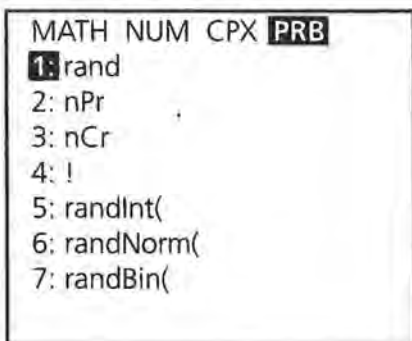 MATH NUM CPX PRB
1: rand
2: nPr
3: nCr
4: !
5: randInt(
6: randNorm(
7: randBin(